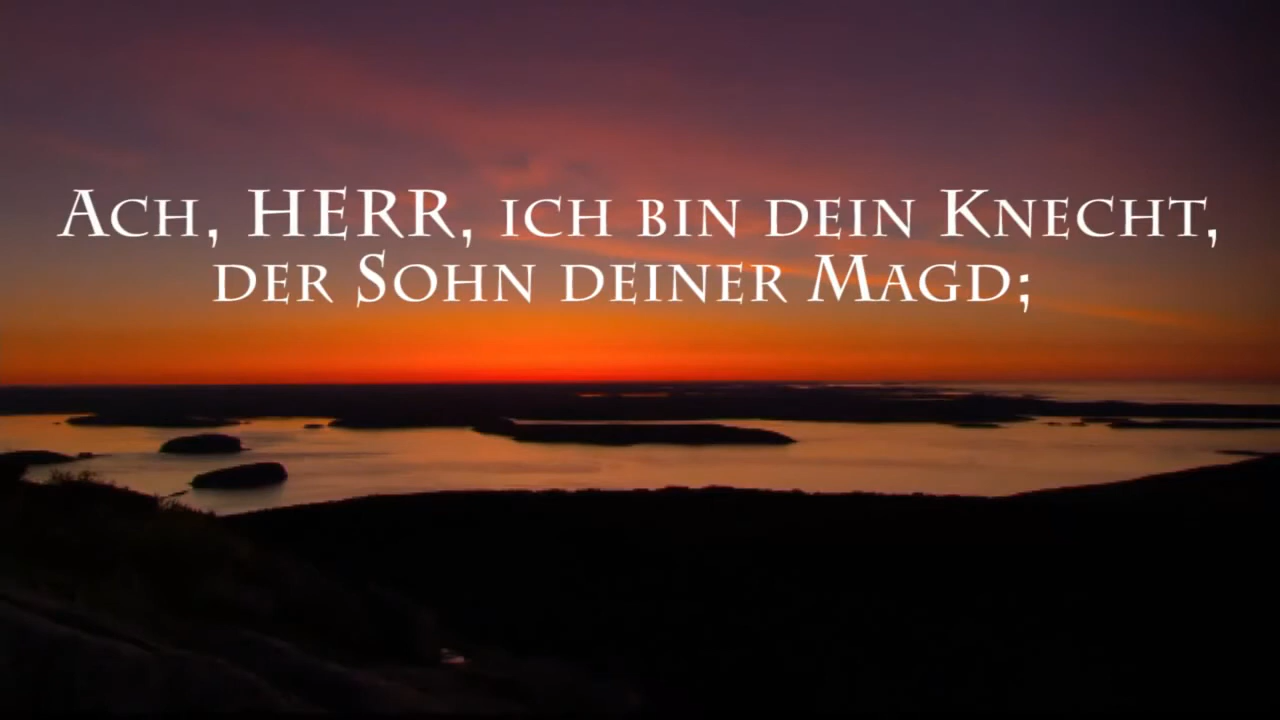 Ach, HERR, ich bin dein Knecht,
der Sohn deiner Magd;